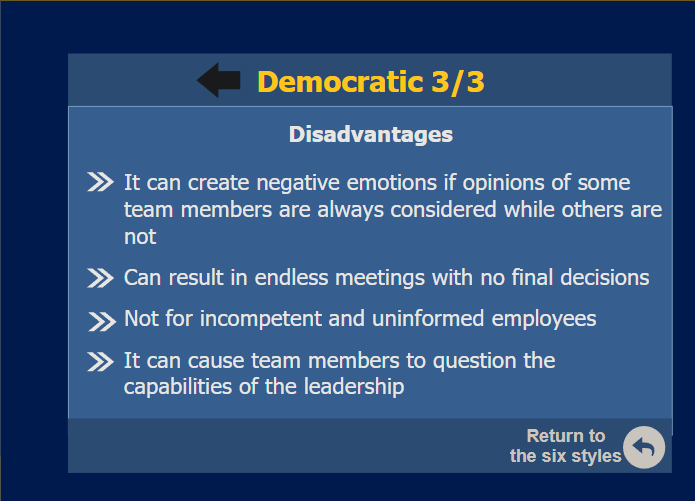 Democratic 3/3
Disadvantages
It can create negative emotions if opinions of some
team members are always considered while others are
not
Can result in endless meetings with no final decisions
Not for incompetent and uninformed employees
It can cause team members to question the
capabilities of the leadership
Return to
the six styles